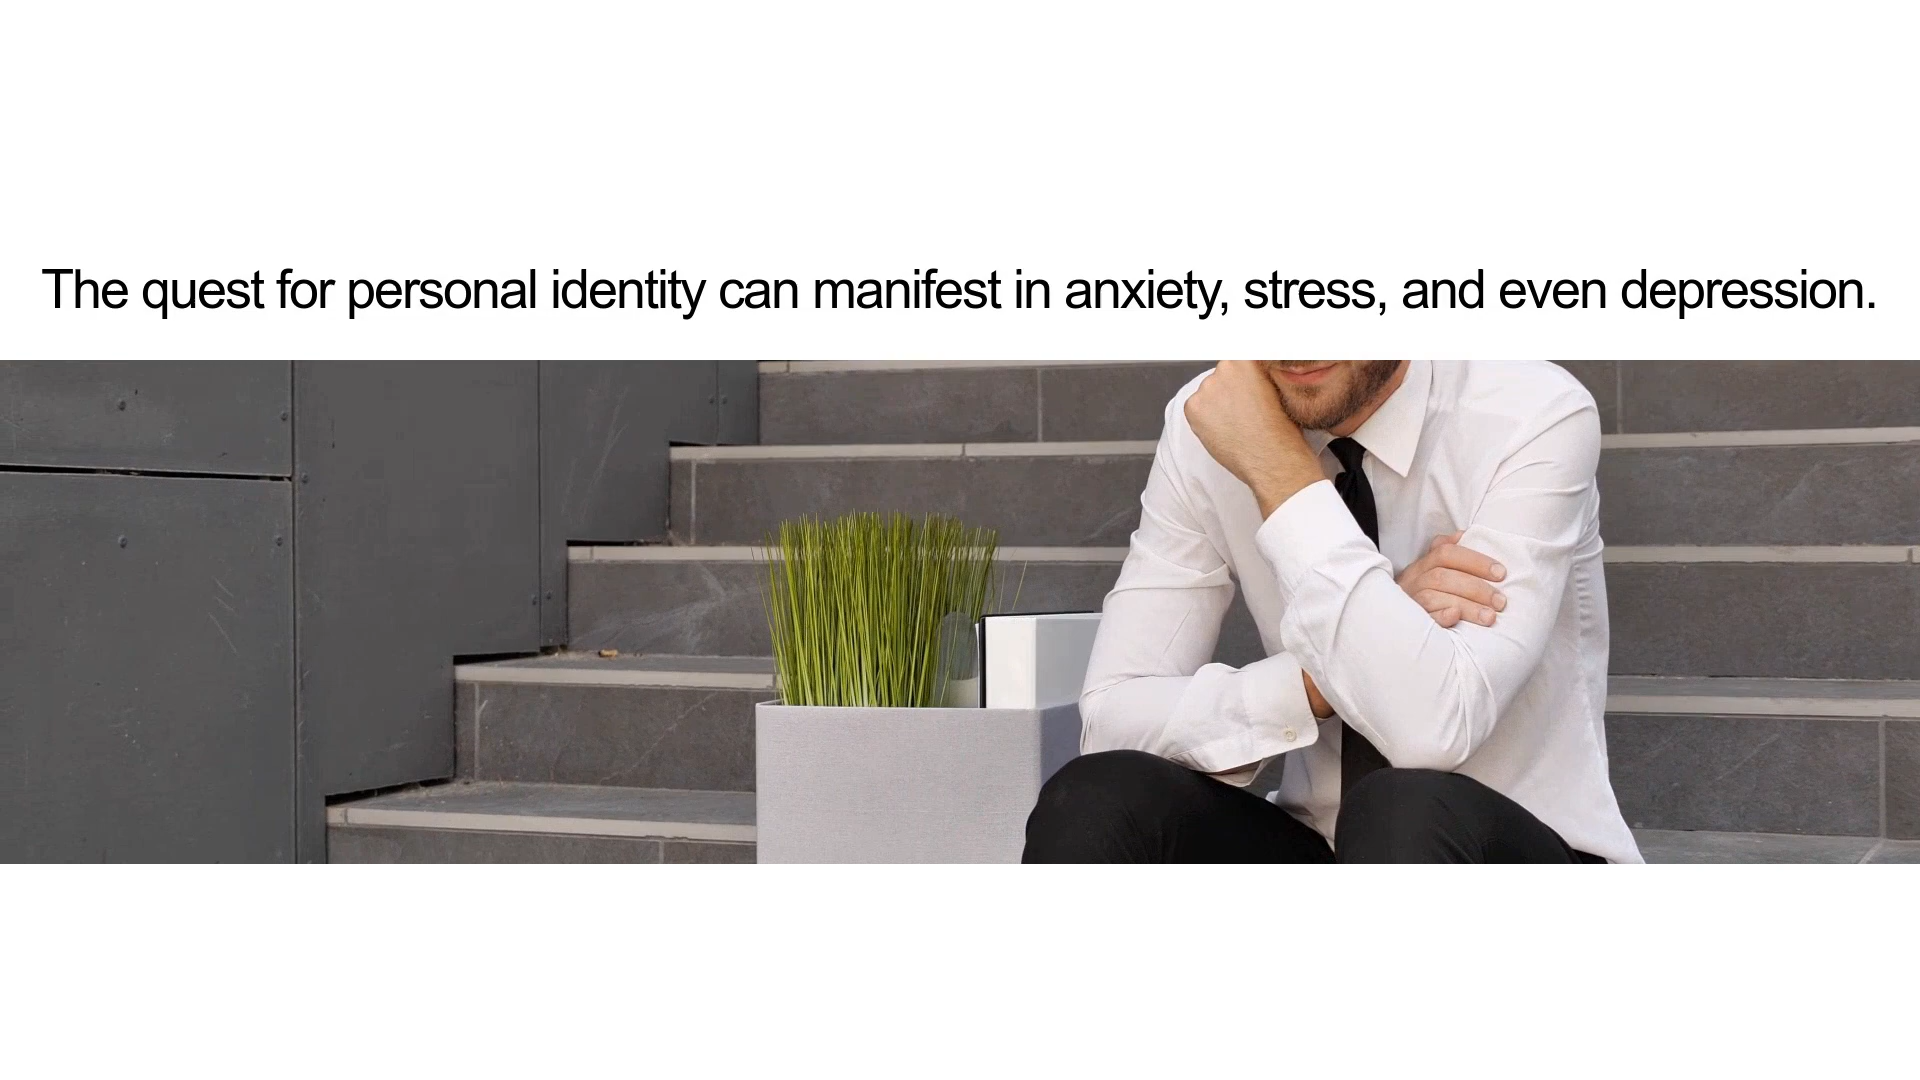 The quest for personal identity can manifest in anxiety, stress, and even depression.